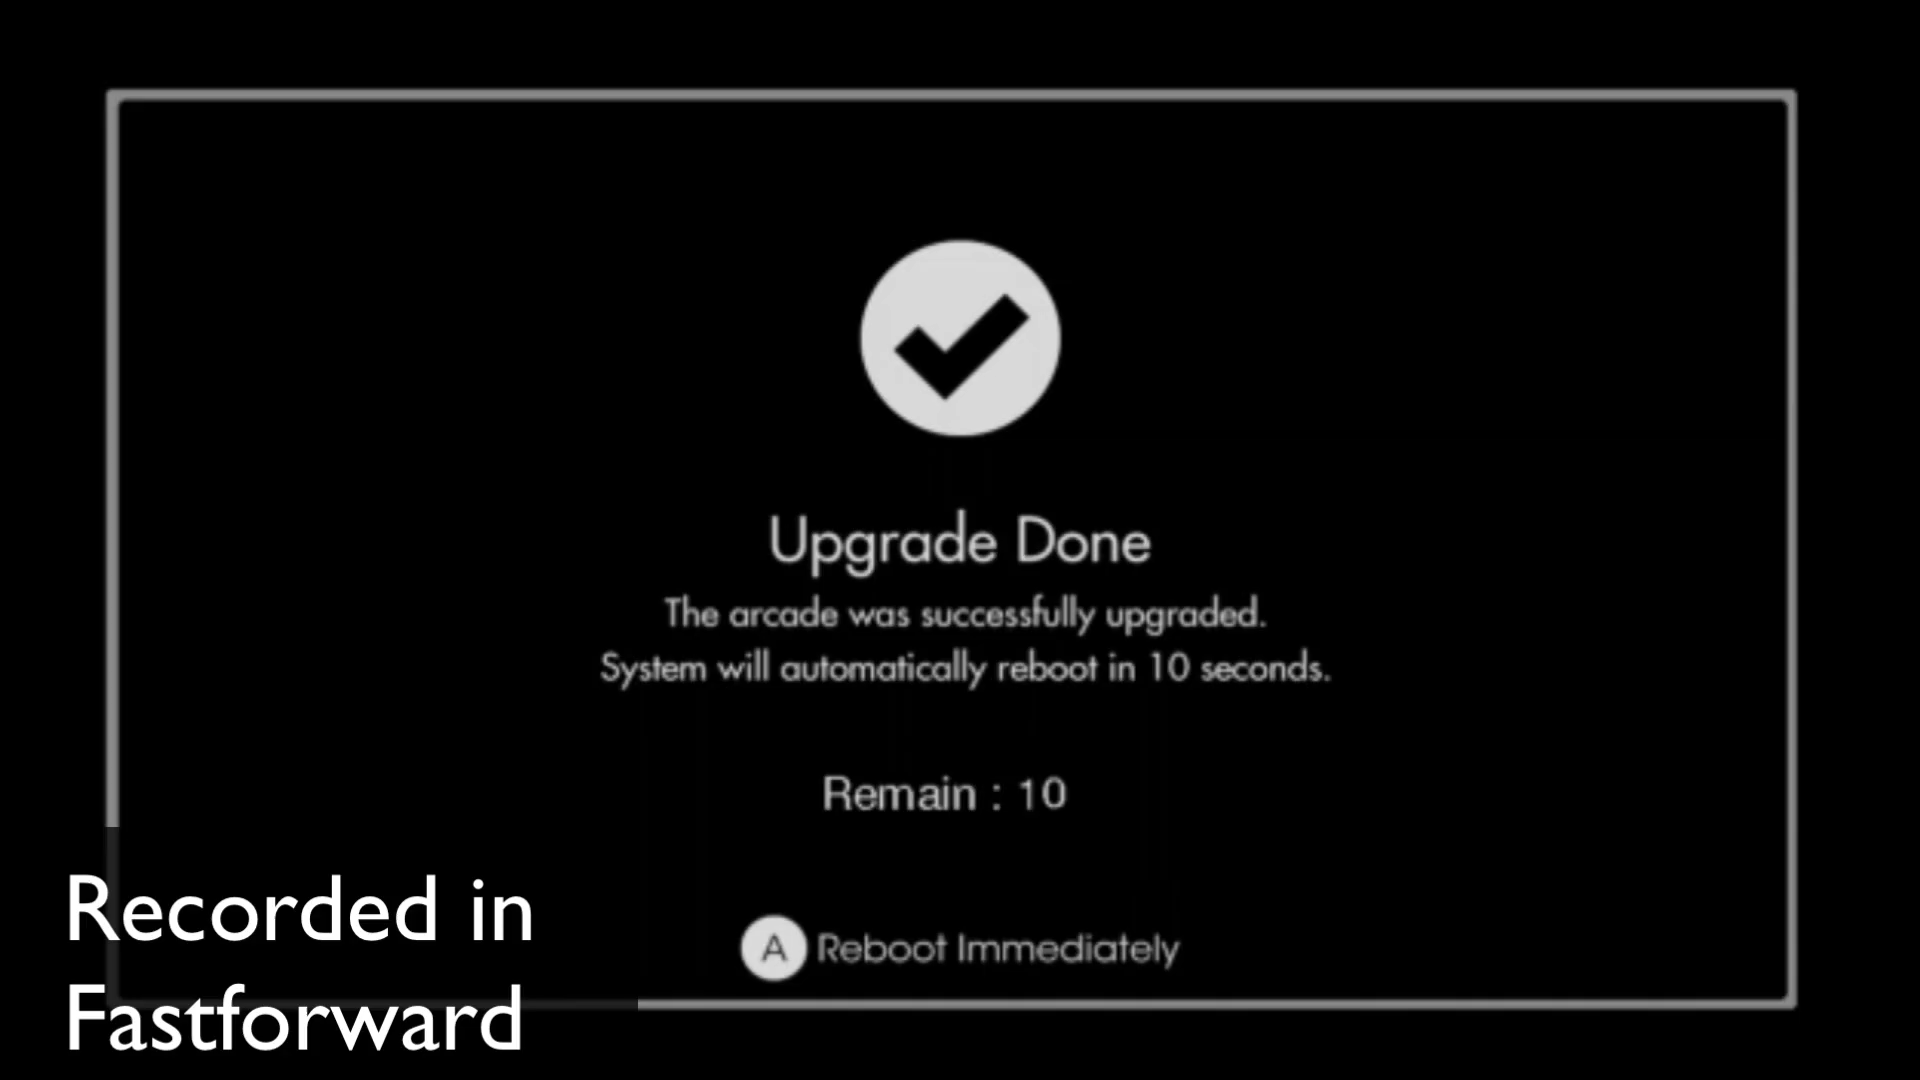 Upgrade Done
The arcade was successfully upgraded.
System will automatically reboot in 10 seconds.
Remain : 10
A Reboot Immediately
Recorded in
Fastforward